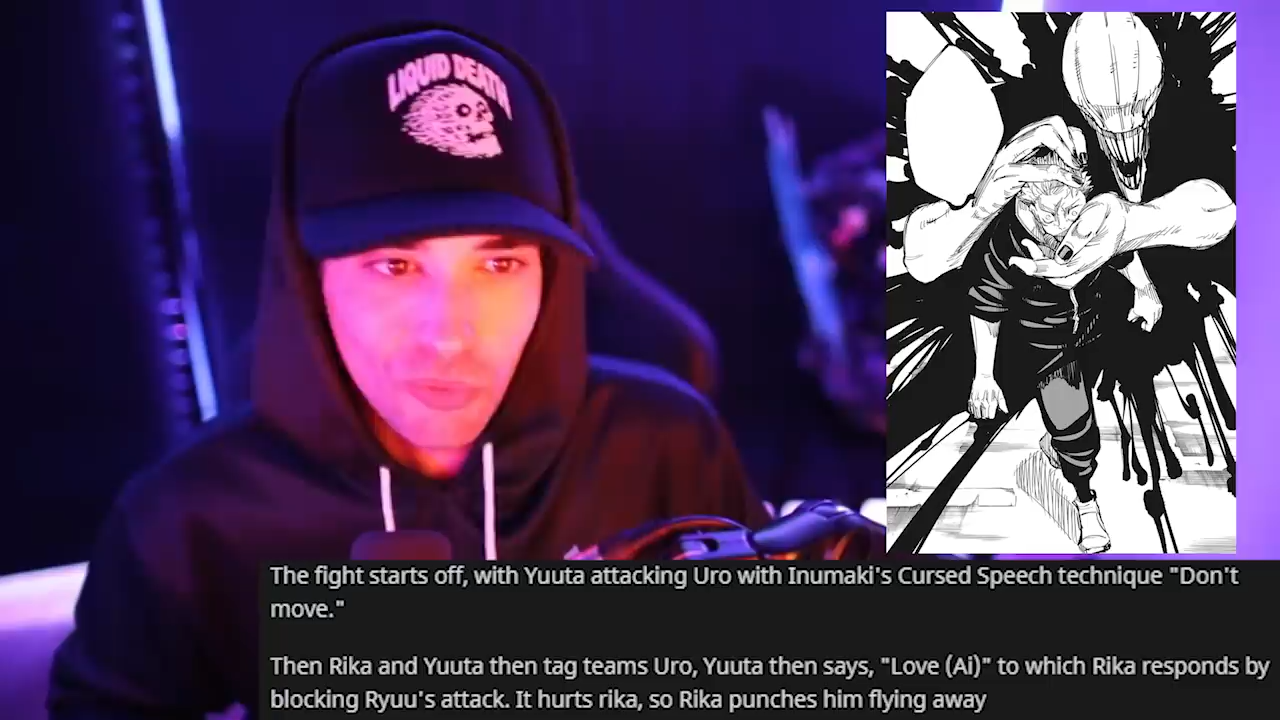 LIQUID DEATH
The fight starts off, with Yuuta attacking Uro with Inumaki's Cursed Speech technique "Don't
move."
Then Rika and Yuuta then tag teams Uro, Yuuta then says, "Love (Ai)" to which Rika responds by
blocking Ryuu's attack. It hurts rika, so Rika punches him flying away